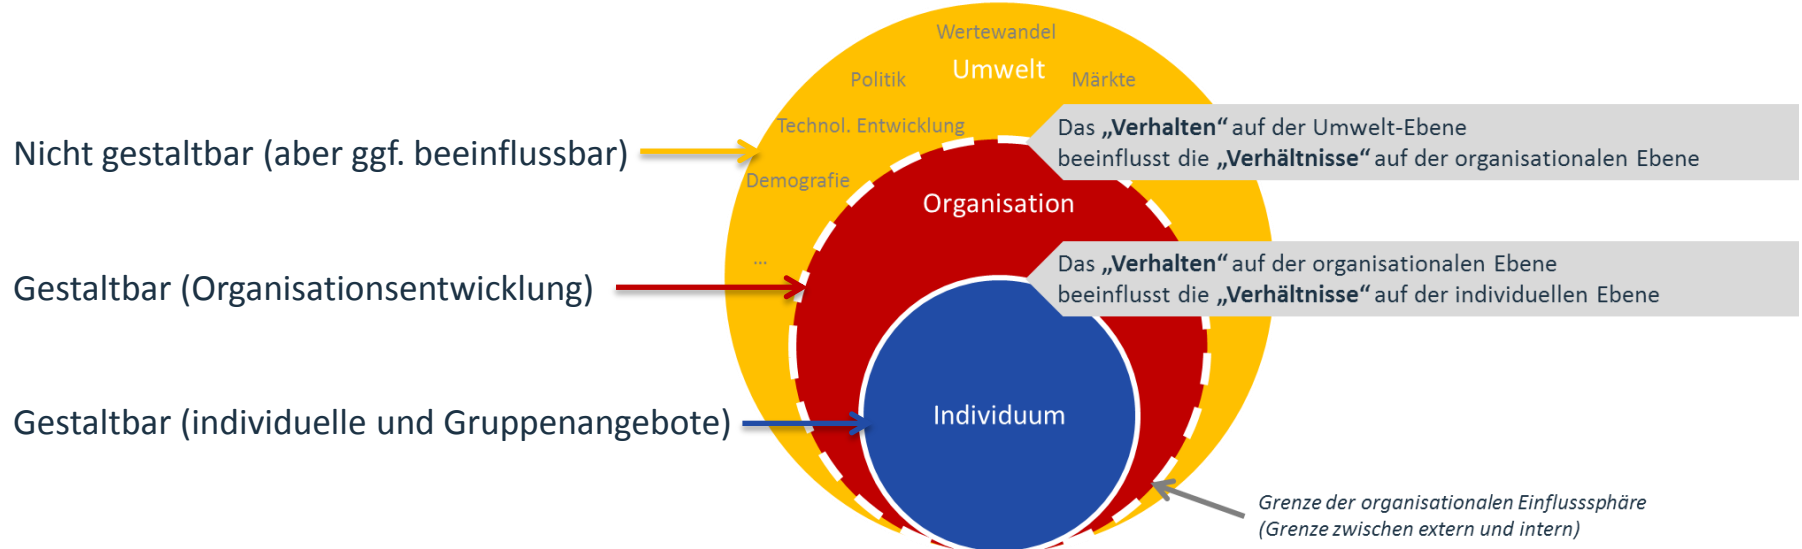 Wertewandel
Umwelt
Politik
Märkte
Technol. Entwicklung
Das „Verhalten“ auf der Umwelt-Ebene
beeinflusst die „Verhältnisse“ auf der organisationalen Ebene
Nicht gestaltbar (aber ggf. beeinflussbar)
Demografie
Organisation
...
Das „Verhalten“ auf der organisationalen Ebene
beeinflusst die „Verhältnisse“ auf der individuellen Ebene
Gestaltbar (Organisationsentwicklung)
Gestaltbar (individuelle und Gruppenangebote)
Individuum
Grenze der organisationalen Einflusssphäre
(Grenze zwischen extern und intern)